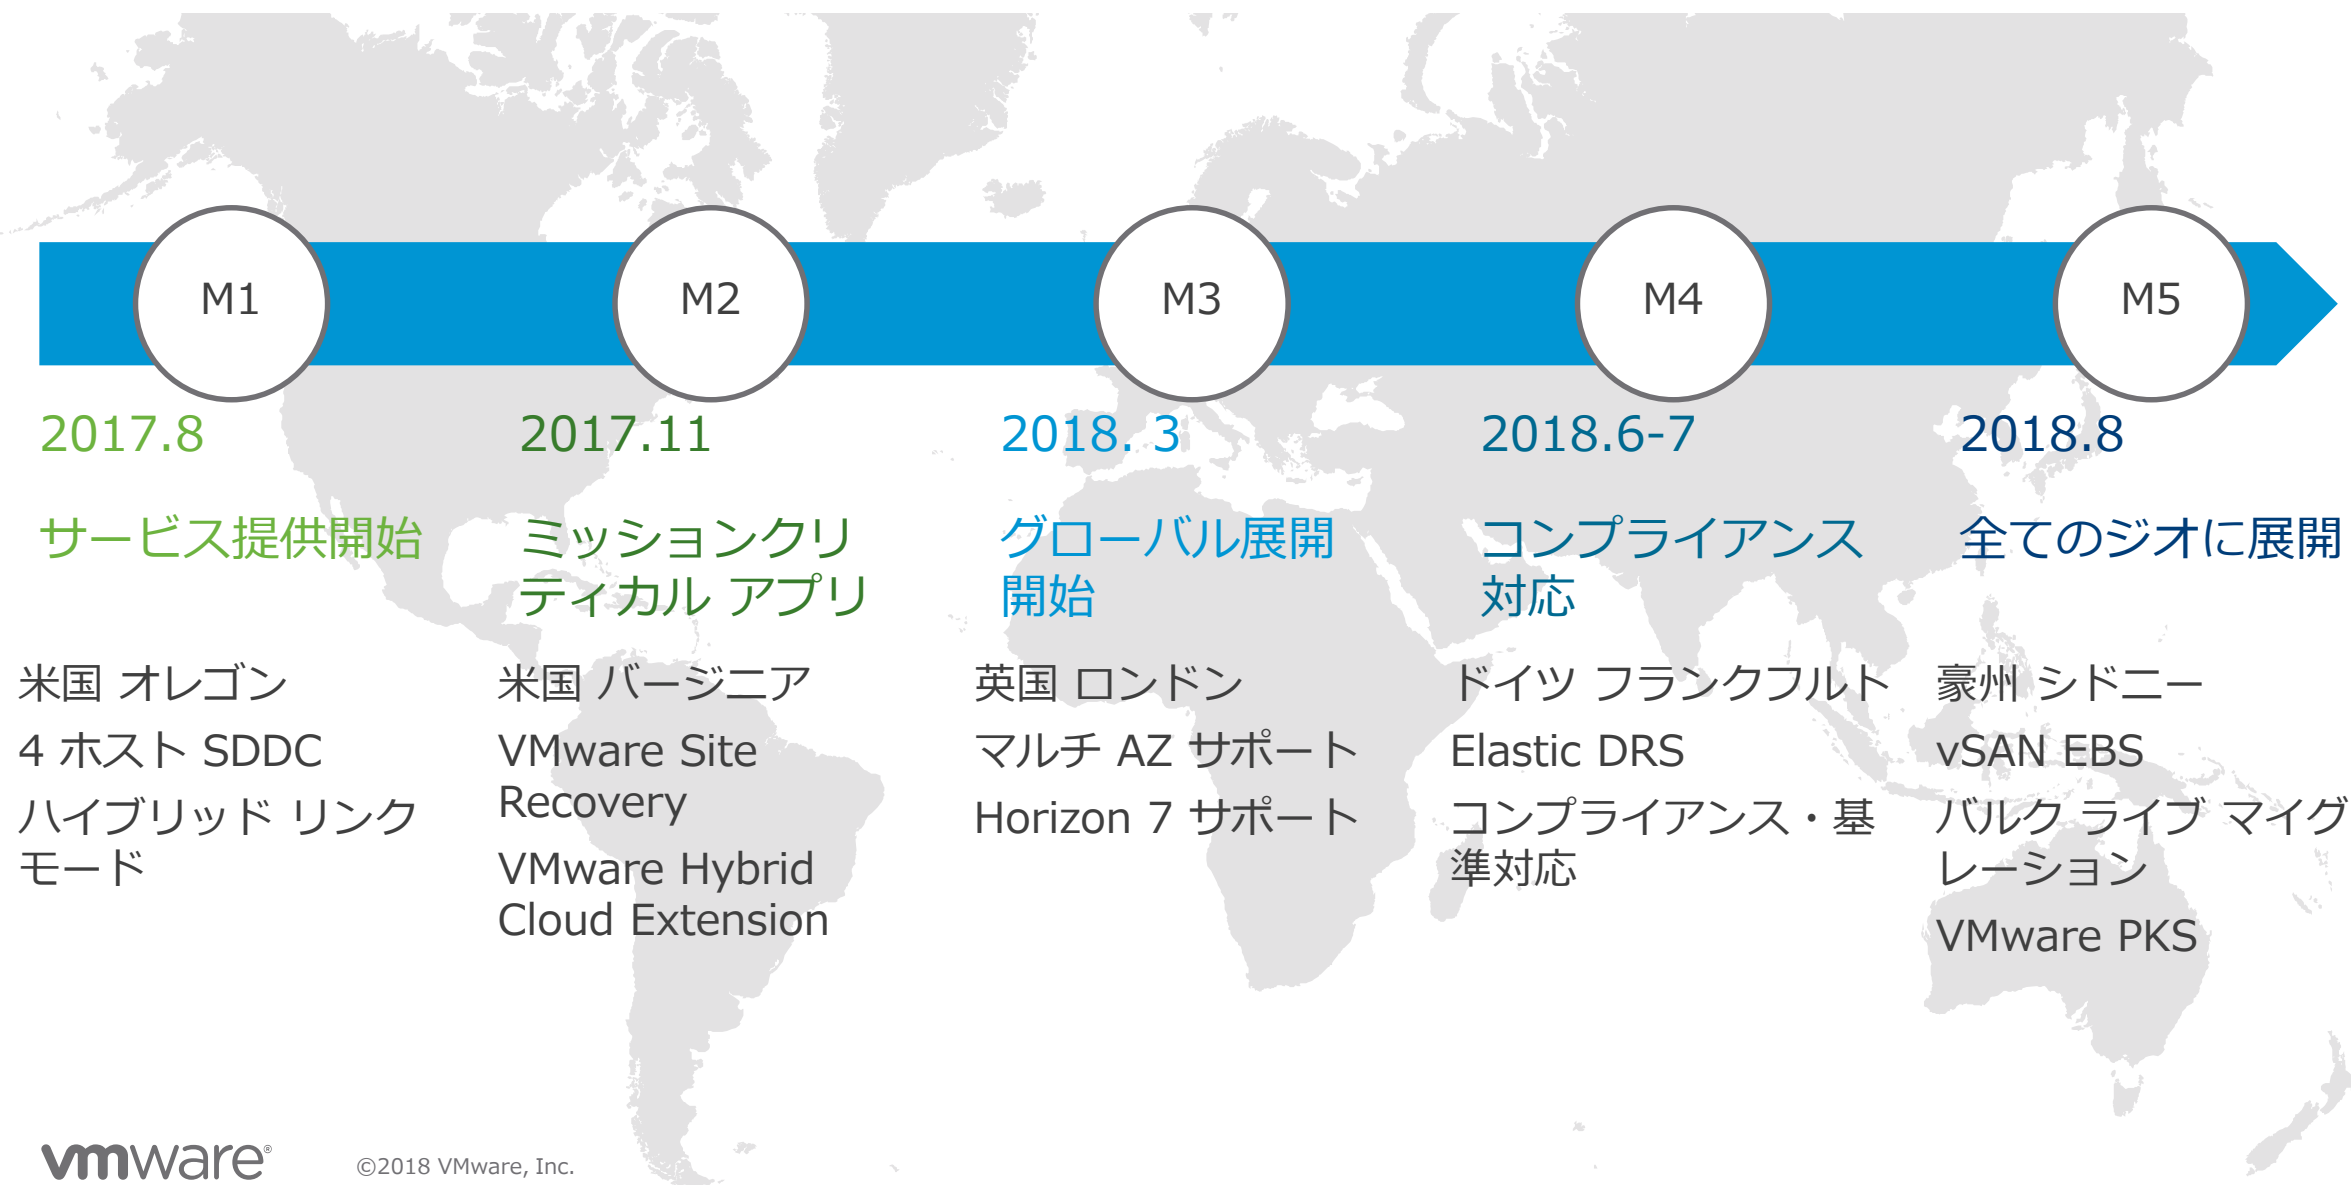 M1
M2
M3
M4
M5
2017.8
サービス提供開始
米国 オレゴン
4 ホスト SDDC
ハイブリッド リンク
モード
2017.11
ミッションクリ
ティカル アプリ
米国 バージニア
VMware Site
Recovery
VMware Hybrid
Cloud Extension
2018. 3
グローバル展開
開始
英国 ロンドン
マルチ AZ サポート
Horizon 7 サポート
2018.6-7
コンプライアンス
対応
ドイツ フランクフルト
Elastic DRS
コンプライアンス・基
準対応
2018.8
全てのジオに展開
豪州 シドニー
vSAN EBS
バルク ライブ マイグ
レーション
VMware PKS
vmware®
©2018 VMware, Inc.